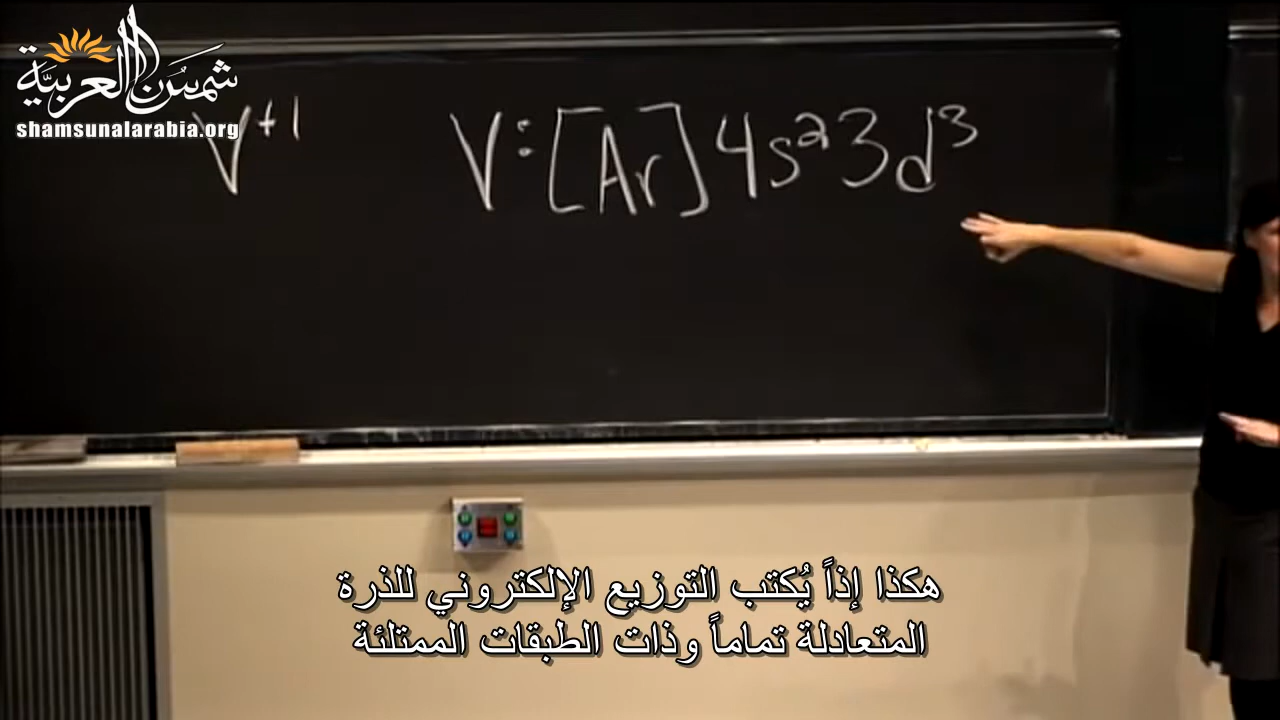 شمس العربية
shamsunalarabia.org
V⁺¹
V: [Ar] 4s²3d³
هكذا إذاً يُكتب التوزيع الإلكتروني للذرة
المتعادلة تماماً وذات الطبقات الممتلئة